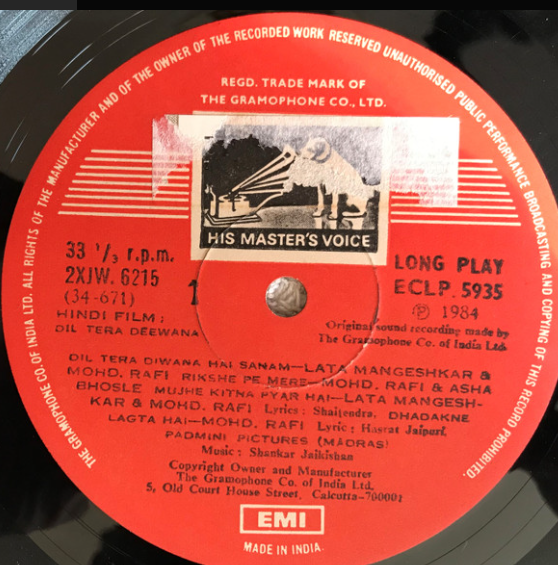 THE GRAMOPHONE CO. OF INDIA LTD. ALL RIGHTS OF THE MANUFACTURER AND OF THE OWNER OF THE RECORDED WORK RESERVED UNAUTHORISED PUBLIC PERFORMANCE BROADCASTING AND COPYING OF THIS RECORD PROHIBITED.
REGD. TRADE MARK OF
THE GRAMOPHONE CO., LTD.
HIS MASTER'S VOICE
33 1/3 r.p.m.
2XJW. 6215
(34-671)
1
HINDI FILM;
DIL TERA DEEWANA
LONG PLAY
ECLP. 5935
Ⓟ 1984
Original sound recording made by
The Gramophone Co. of India Ltd.
DIL TERA DIWANA HAI SANAM—LATA MANGESHKAR &
MOHD. RAFI RIKSHE PE MERE—MOHD. RAFI & ASHA
BHOSLE MUJHE KITNA PYAR HAI—LATA MANGESH-
KAR & MOHD. RAFI Lyrics: Shailendra. DHADAKNE
LAGTA HAI—MOHD. RAFI Lyric: Hasrat Jaipuri.
PADMINI PICTURES (MADRAS)
Music: Shankar Jaikishan
Copyright Owner and Manufacturer
The Gramophone Co. of India Ltd.
5, Old Court House Street, Calcutta-700001
EMI
MADE IN INDIA.